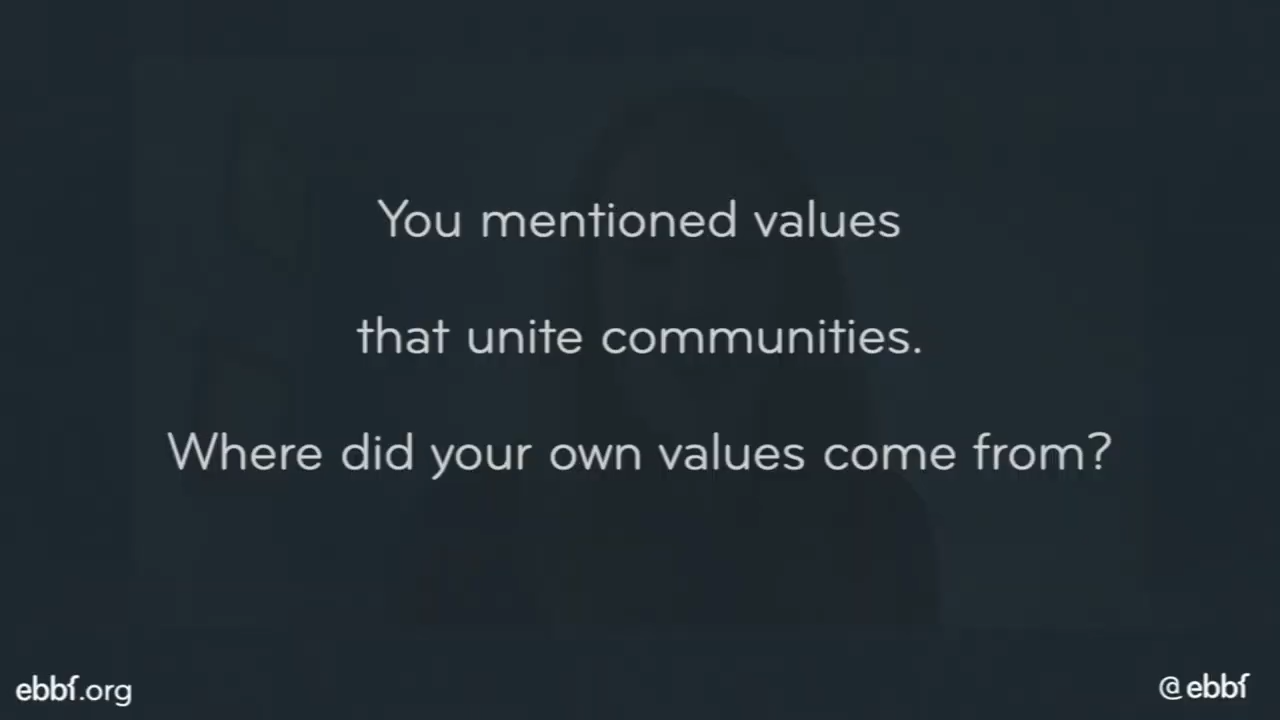 You mentioned values
that unite communities.
Where did your own values come from?
ebbf.org
@ebbf